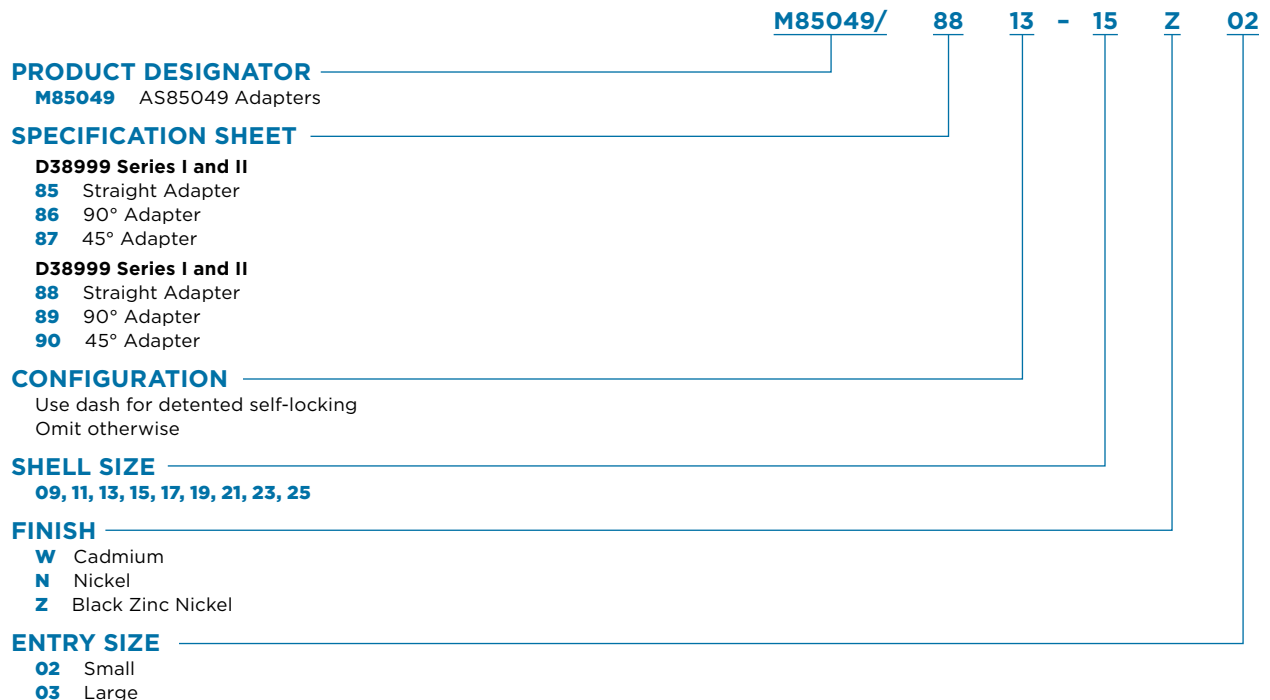 M85049/ 88 13 – 15 Z 02
PRODUCT DESIGNATOR
M85049 AS85049 Adapters
SPECIFICATION SHEET
D38999 Series I and II
85 Straight Adapter
86 90° Adapter
87 45° Adapter
D38999 Series I and II
88 Straight Adapter
89 90° Adapter
90 45° Adapter
CONFIGURATION
Use dash for detented self-locking
Omit otherwise
SHELL SIZE
09, 11, 13, 15, 17, 19, 21, 23, 25
FINISH
W Cadmium
N Nickel
Z Black Zinc Nickel
ENTRY SIZE
02 Small
03 Large